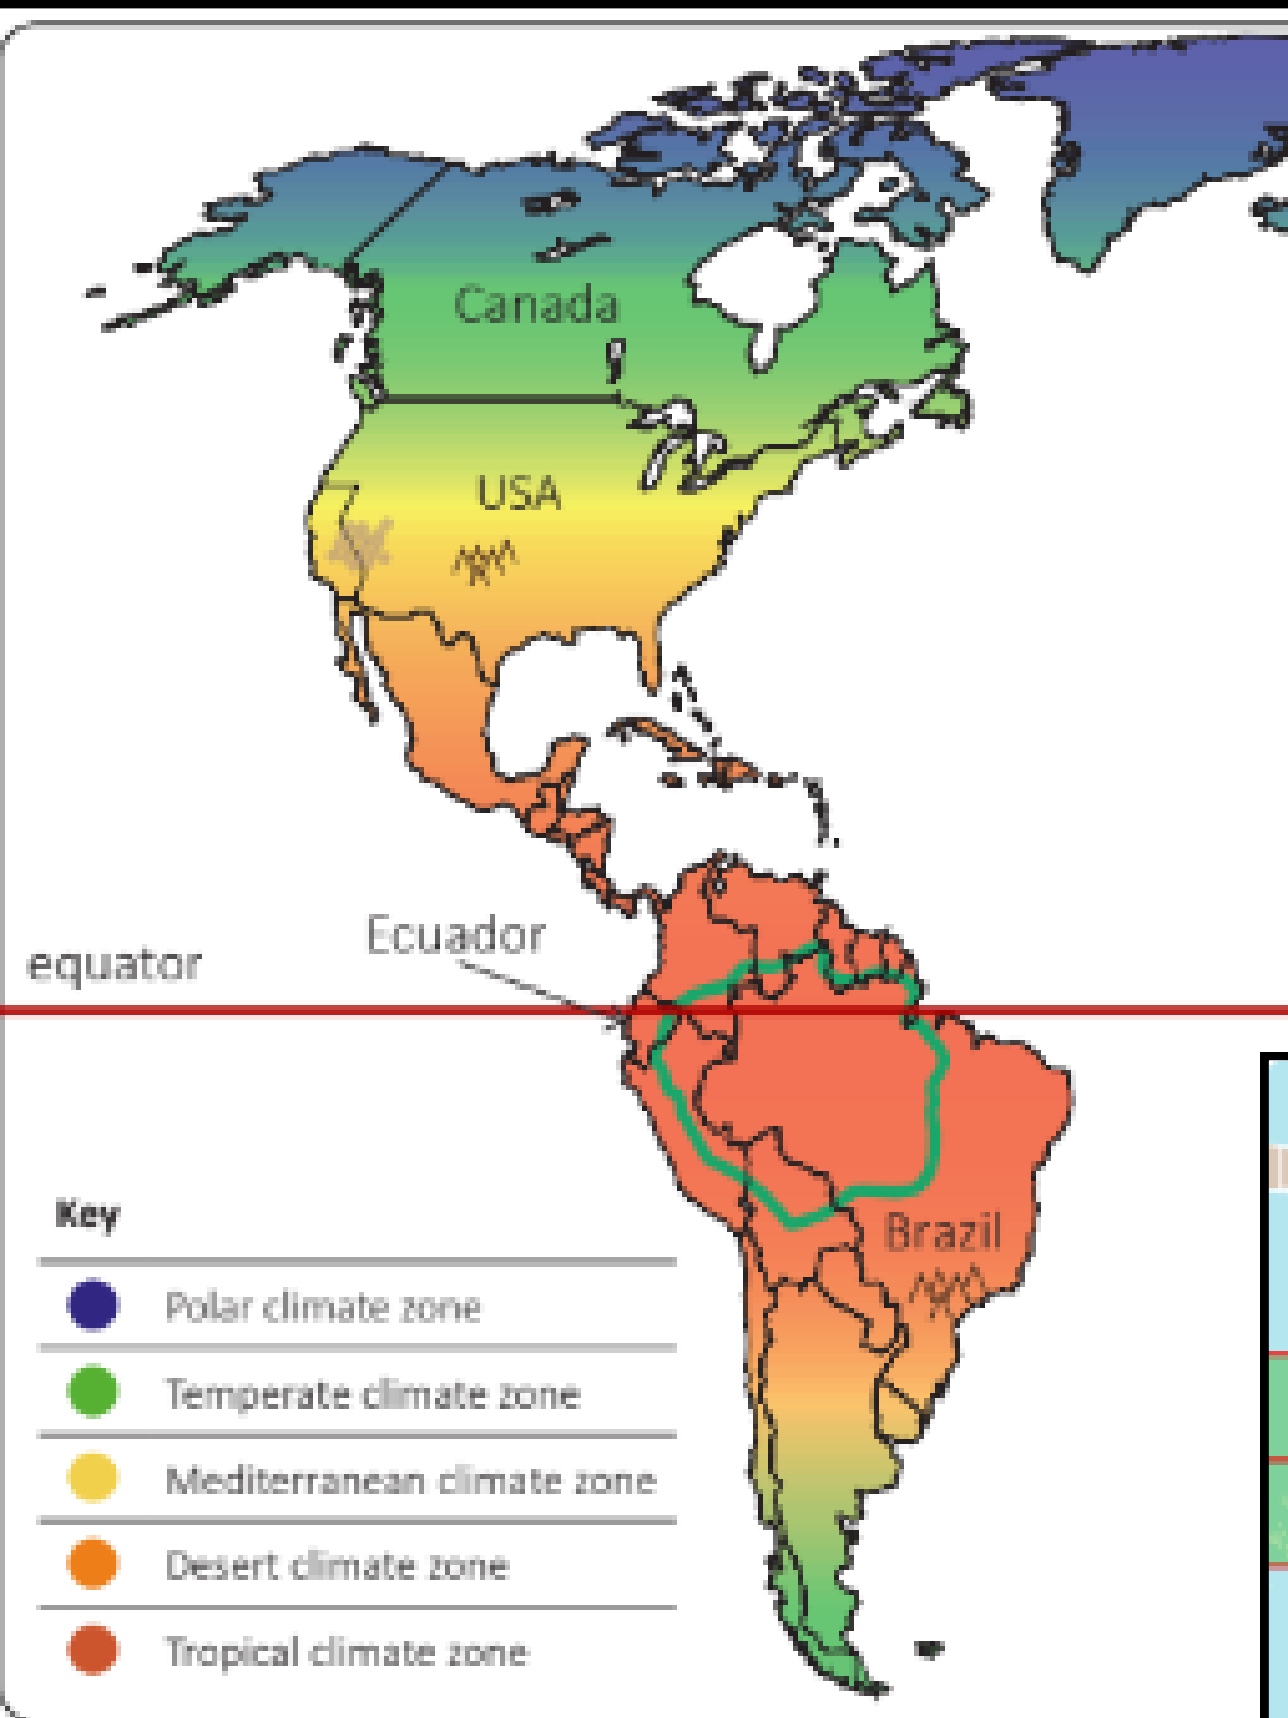 Canada
USA
Ecuador
equator
Brazil
Key
Polar climate zone
Temperate climate zone
Mediterranean climate zone
Desert climate zone
Tropical climate zone